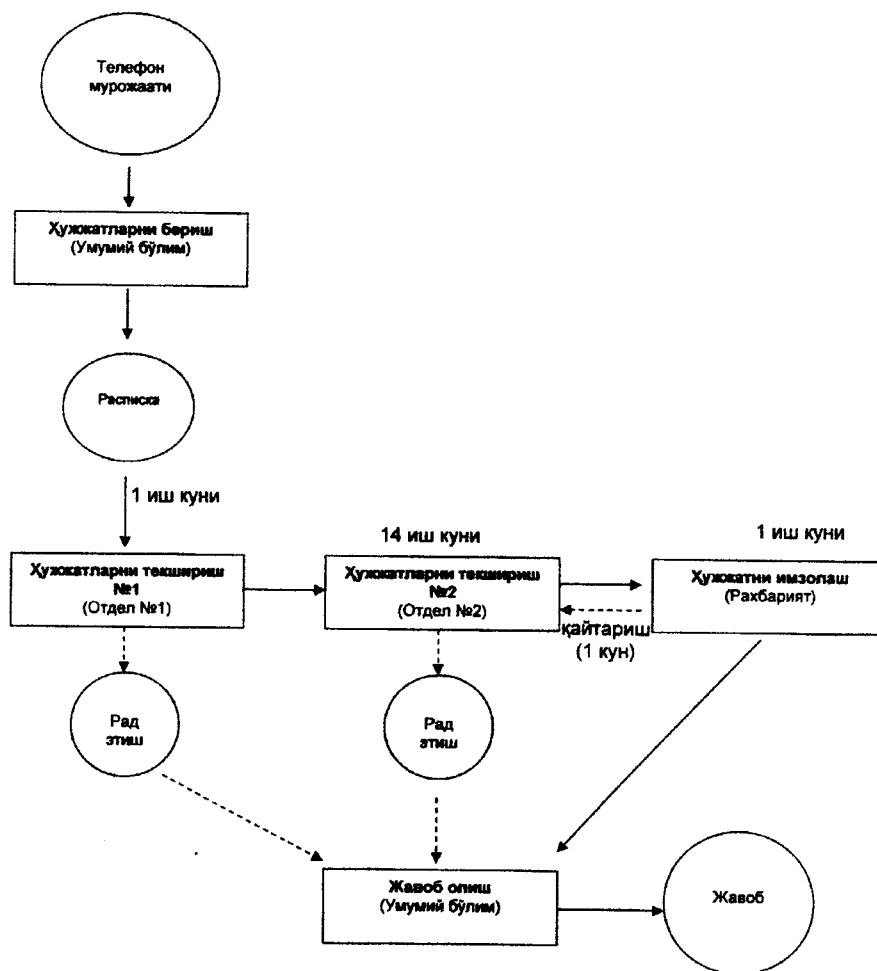 Телефон
мурожаати
Ҳужжатларни бериш
(Умумий бўлим)
Расписка
1 иш куни
14 иш куни
1 иш куни
Ҳужжатларни текшириш
№1
(Отдел №1)
Ҳужжатларни текшириш
№2
(Отдел №2)
Ҳужжатни имзолаш
(Рахбарият)
қайтариш
(1 кун)
Рад
этиш
Рад
этиш
Жавоб олиш
(Умумий бўлим)
Жавоб